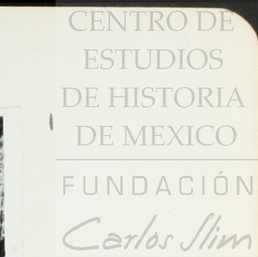 CENTRO DE
ESTUDIOS
DE HISTORIA
DE MEXICO
FUNDACIÓN
Carlos Slim